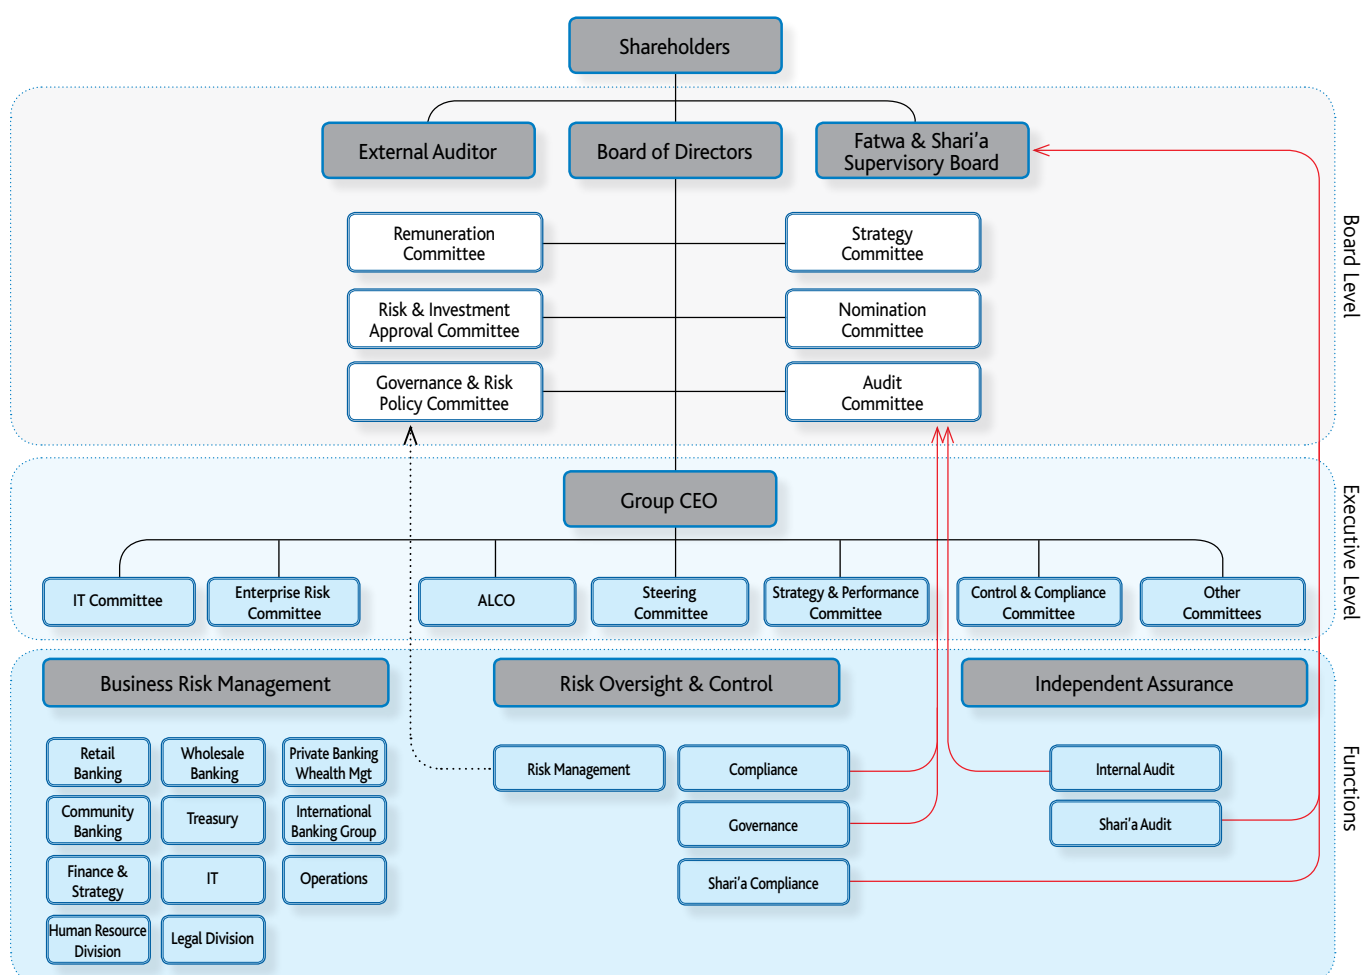 Shareholders
External Auditor
Board of Directors
Fatwa & Shari'a
Supervisory Board
Remuneration
Committee
Strategy
Committee
Risk & Investment
Approval Committee
Nomination
Committee
Governance & Risk
Policy Committee
Audit
Committee
Board Level
Group CEO
IT Committee
Enterprise Risk
Committee
ALCO
Steering
Committee
Strategy & Performance
Committee
Control & Compliance
Committee
Other
Committees
Executive Level
Business Risk Management
Risk Oversight & Control
Independent Assurance
Retail
Banking
Wholesale
Banking
Private Banking
Whealth Mgt
Community
Banking
Treasury
International
Banking Group
Finance &
Strategy
IT
Operations
Human Resource
Division
Legal Division
Risk Management
Compliance
Governance
Shari'a Compliance
Internal Audit
Shari'a Audit
Functions